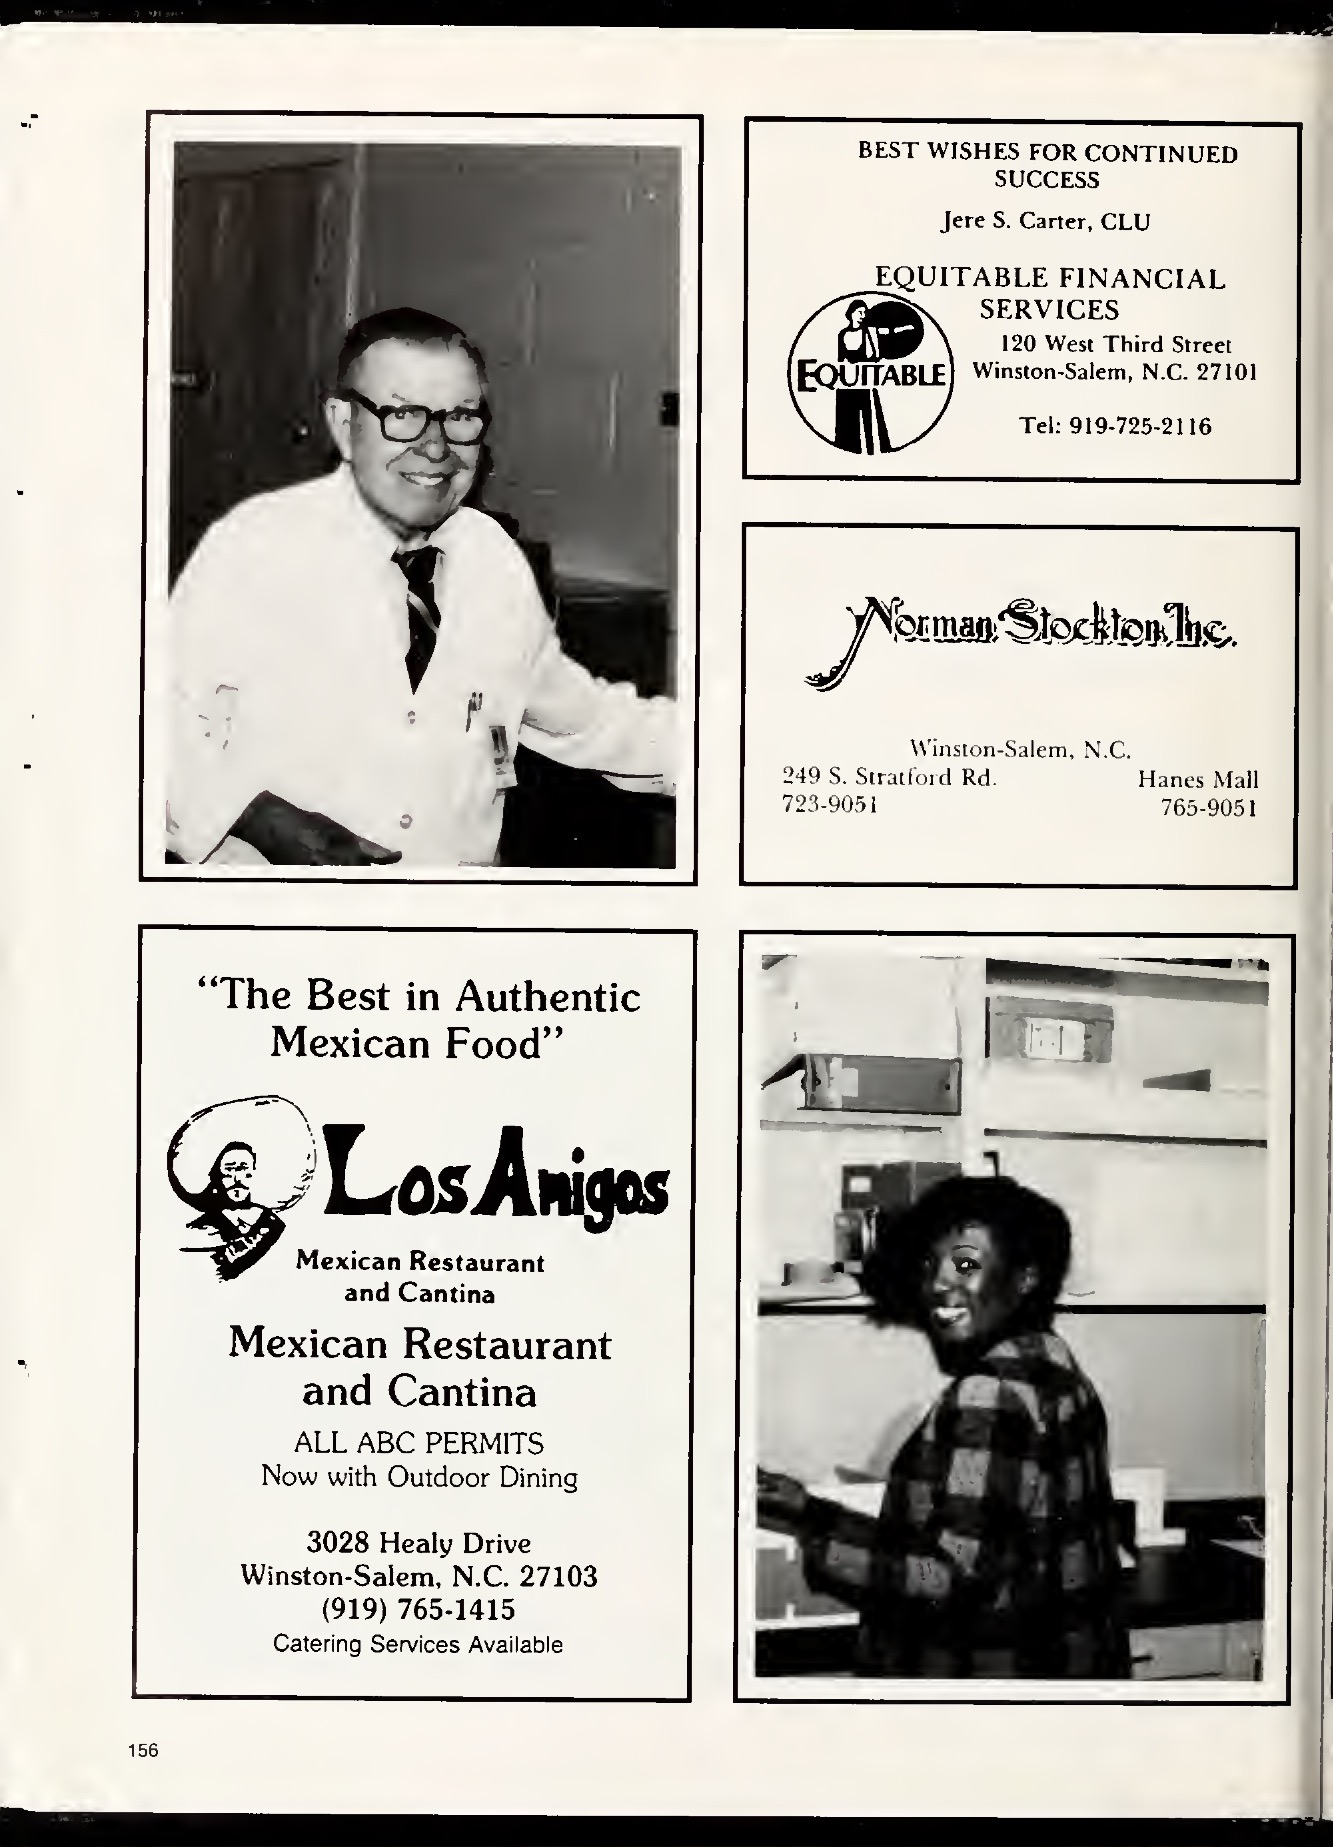 BEST WISHES FOR CONTINUED
SUCCESS
Jere S. Carter, CLU
EQUITABLE FINANCIAL
SERVICES
120 West Third Street
Winston-Salem, N.C. 27101
EQUITABLE
Tel: 919-725-2116
Norman Stockton, Inc.
Winston-Salem, N.C.
249 S. Stratford Rd.
Hanes Mall
723-9051
765-9051
“The Best in Authentic
Mexican Food”
Los Amigos
Mexican Restaurant
and Cantina
Mexican Restaurant
and Cantina
ALL ABC PERMITS
Now with Outdoor Dining
3028 Healy Drive
Winston-Salem, N.C. 27103
(919) 765-1415
Catering Services Available
156